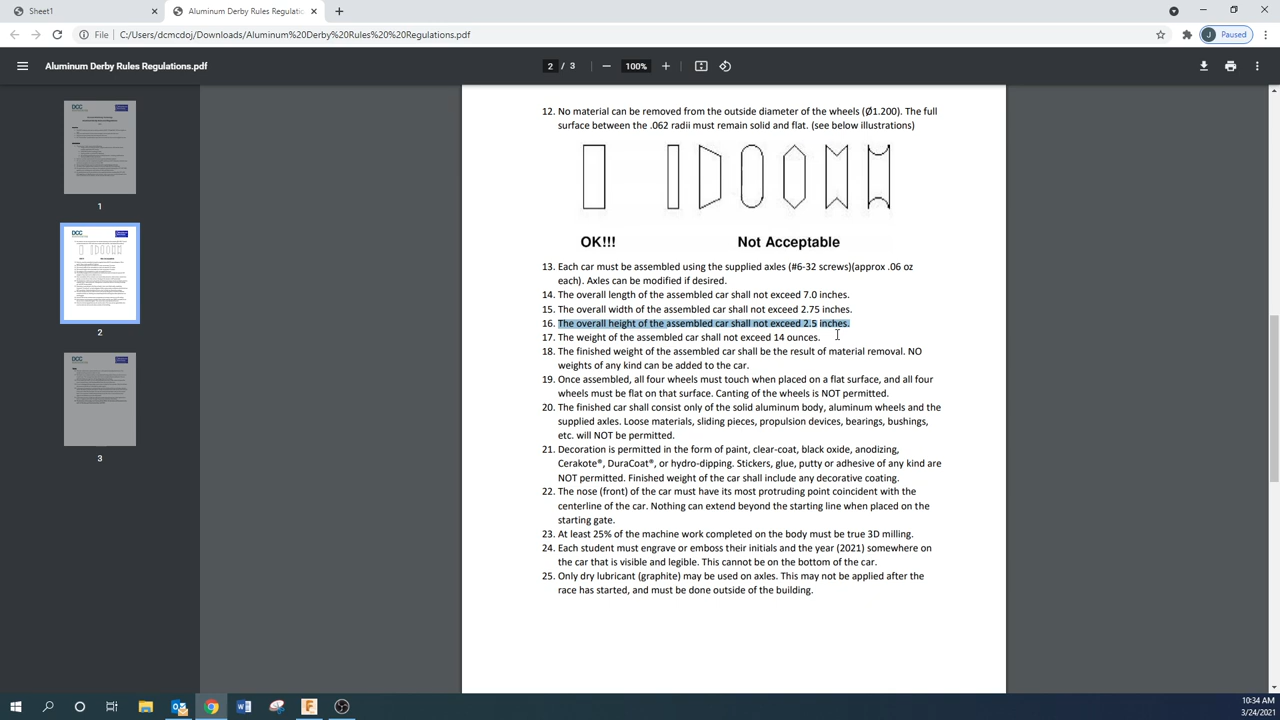 Sheet1
Aluminum Derby Rules Regulatio
File
C:/Users/dcmcdoj/Downloads/Aluminum%20Derby%20Rules%20%20Regulations.pdf
J Paused
Aluminum Derby Rules Regulations.pdf
2 / 3
100%
12. No material can be removed from the outside diameter of the wheels (Ø1.200). The full
surface between the .062 radii must remain solid and flat. (see below illustrations)
OK!!!
Not Acceptable
13. Each car must be assembled using the supplied axles (#6-32 screws)(approx .06 oz
each). Axles can be modified if desired.
14. The overall length of the assembled car shall not exceed 7.0 inches.
15. The overall width of the assembled car shall not exceed 2.75 inches.
16. The overall height of the assembled car shall not exceed 2.5 inches.
17. The weight of the assembled car shall not exceed 14 ounces.
18. The finished weight of the assembled car shall be the result of material removal. NO
weights of any kind can be added to the car.
19. Once assembled, all four wheels must touch when placed on a flat surface, and all four
wheels must be flat on that surface. Canting of the wheels is NOT permitted.
20. The finished car shall consist only of the solid aluminum body, aluminum wheels and the
supplied axles. Loose materials, sliding pieces, propulsion devices, bearings, bushings,
etc. will NOT be permitted.
21. Decoration is permitted in the form of paint, clear-coat, black oxide, anodizing,
Cerakote®, DuraCoat®, or hydro-dipping. Stickers, glue, putty or adhesive of any kind are
NOT permitted. Finished weight of the car shall include any decorative coating.
22. The nose (front) of the car must have its most protruding point coincident with the
centerline of the car. Nothing can extend beyond the starting line when placed on the
starting gate.
23. At least 25% of the machine work completed on the body must be true 3D milling.
24. Each student must engrave or emboss their initials and the year (2021) somewhere on
the car that is visible and legible. This cannot be on the bottom of the car.
25. Only dry lubricant (graphite) may be used on axles. This may not be applied after the
race has started, and must be done outside of the building.
DCC
1
DCC
OK!!!
2
3
10:34 AM
3/24/2021